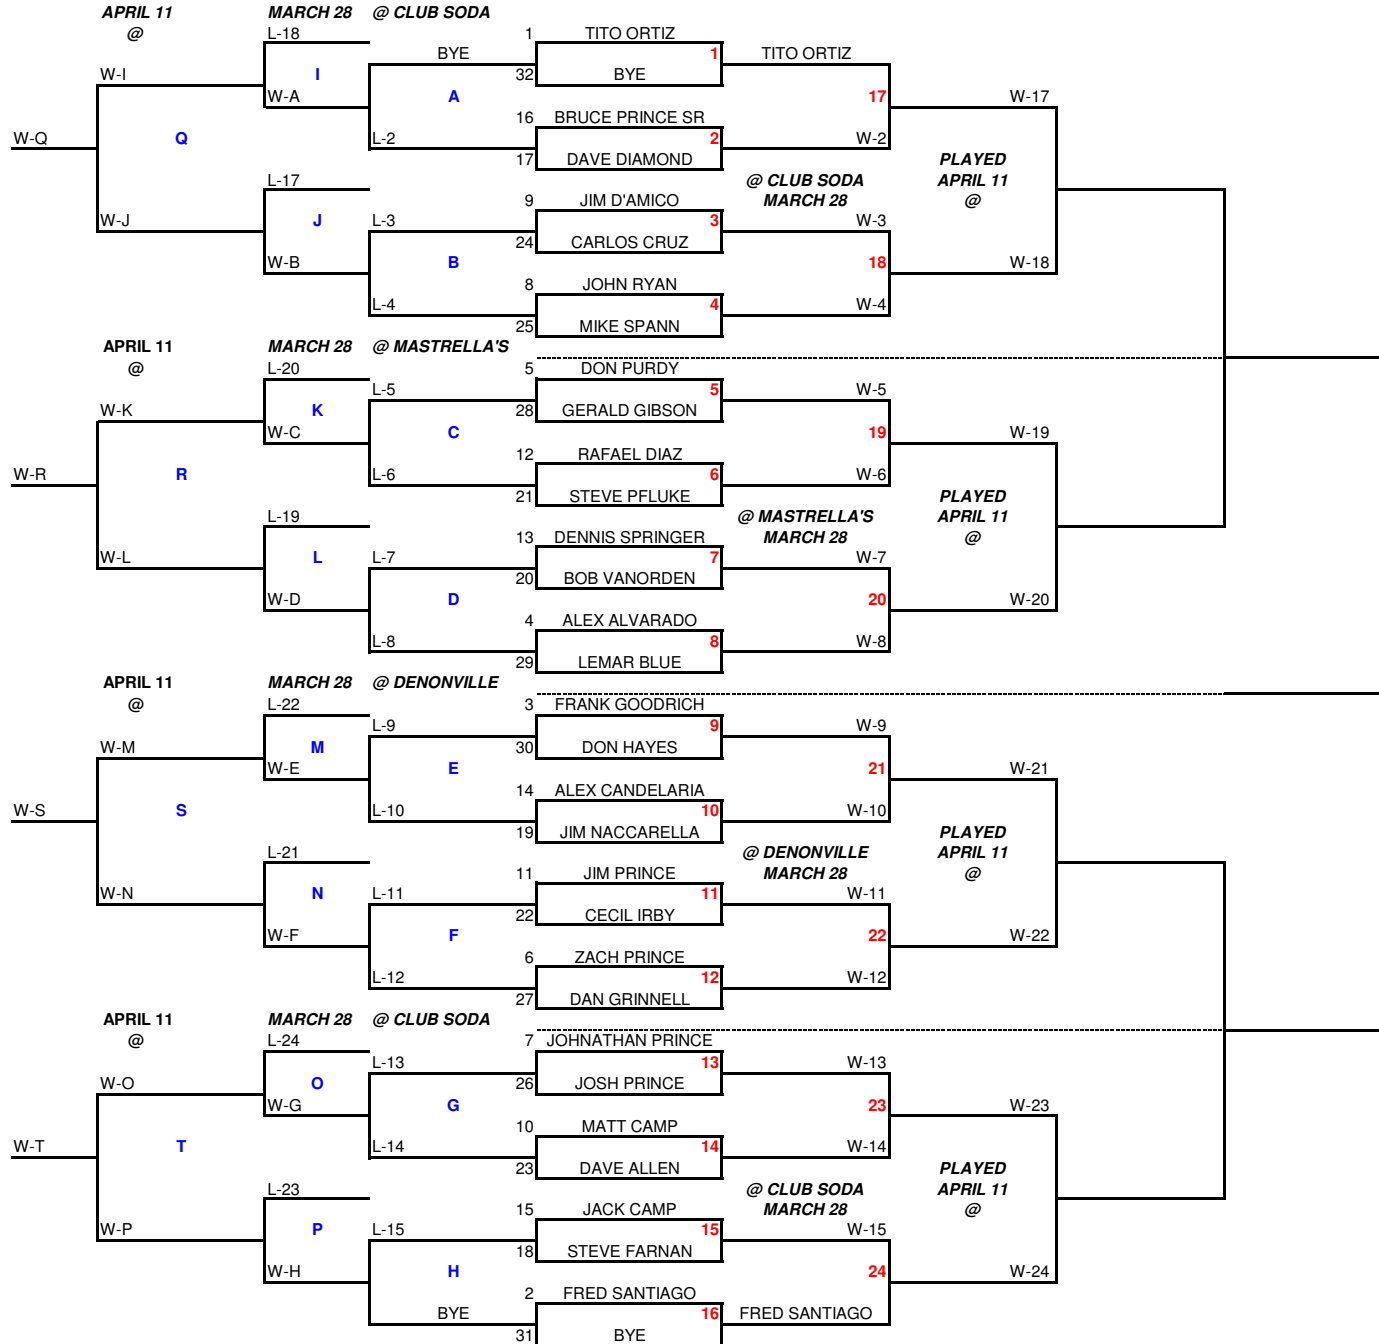 APRIL 11 MARCH 28 @ CLUB SODA
@ L-18 1 TITO ORTIZ
BYE 1 TITO ORTIZ
W-I I 32 BYE
W-A A 17 W-17
16 BRUCE PRINCE SR
W-Q Q L-2 2 W-2
17 DAVE DIAMOND PLAYED
L-17 @ CLUB SODA APRIL 11
9 JIM D'AMICO MARCH 28 @
W-J J L-3 3 W-3
24 CARLOS CRUZ
W-B B 18 W-18
8 JOHN RYAN
L-4 4 W-4
25 MIKE SPANN
APRIL 11 MARCH 28 @ MASTRELLA'S
@ L-20 5 DON PURDY
L-5 5 W-5
W-K K 28 GERALD GIBSON
W-C C 19 W-19
12 RAFAEL DIAZ
W-R R L-6 6 W-6
21 STEVE PFLUKE PLAYED
L-19 @ MASTRELLA'S APRIL 11
13 DENNIS SPRINGER MARCH 28 @
W-L L L-7 7 W-7
20 BOB VANORDEN
W-D D 20 W-20
4 ALEX ALVARADO
L-8 8 W-8
29 LEMAR BLUE
APRIL 11 MARCH 28 @ DENONVILLE
@ L-22 3 FRANK GOODRICH
L-9 9 W-9
W-M M 30 DON HAYES
W-E E 21 W-21
14 ALEX CANDELARIA
W-S S L-10 10 W-10
19 JIM NACCARELLA PLAYED
L-21 @ DENONVILLE APRIL 11
11 JIM PRINCE MARCH 28 @
W-N N L-11 11 W-11
22 CECIL IRBY
W-F F 22 W-22
6 ZACH PRINCE
L-12 12 W-12
27 DAN GRINNELL
APRIL 11 MARCH 28 @ CLUB SODA
@ L-24 7 JOHNATHAN PRINCE
L-13 13 W-13
W-O O 26 JOSH PRINCE
W-G G 23 W-23
10 MATT CAMP
W-T T L-14 14 W-14
23 DAVE ALLEN PLAYED
L-23 @ CLUB SODA APRIL 11
15 JACK CAMP MARCH 28 @
W-P P L-15 15 W-15
18 STEVE FARNAN
W-H H 24 W-24
2 FRED SANTIAGO
BYE 16 FRED SANTIAGO
31 BYE